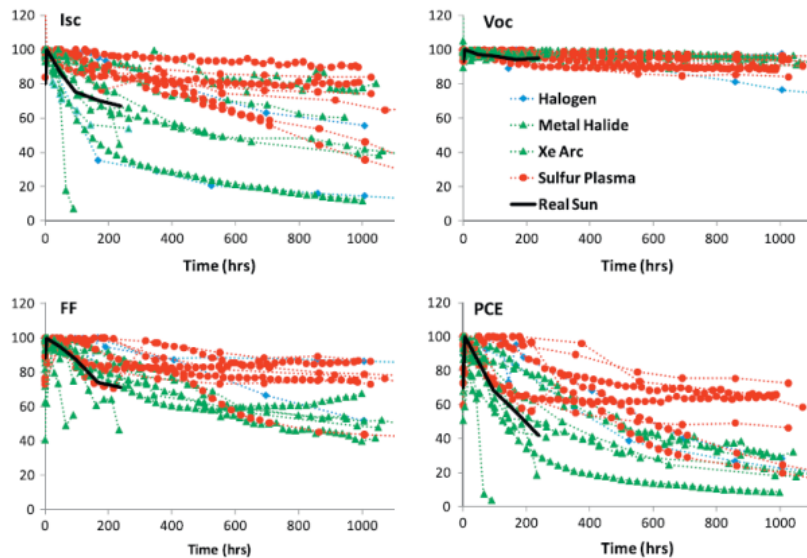 Isc
120
100
80
60
40
20
0
0 200 400 600 800 1000
Time (hrs)
Voc
120
100
80
60
40
20
0
0 200 400 600 800 1000
Time (hrs)
Halogen
Metal Halide
Xe Arc
Sulfur Plasma
Real Sun
FF
120
100
80
60
40
20
0
0 200 400 600 800 1000
Time (hrs)
PCE
120
100
80
60
40
20
0
0 200 400 600 800 1000
Time (hrs)